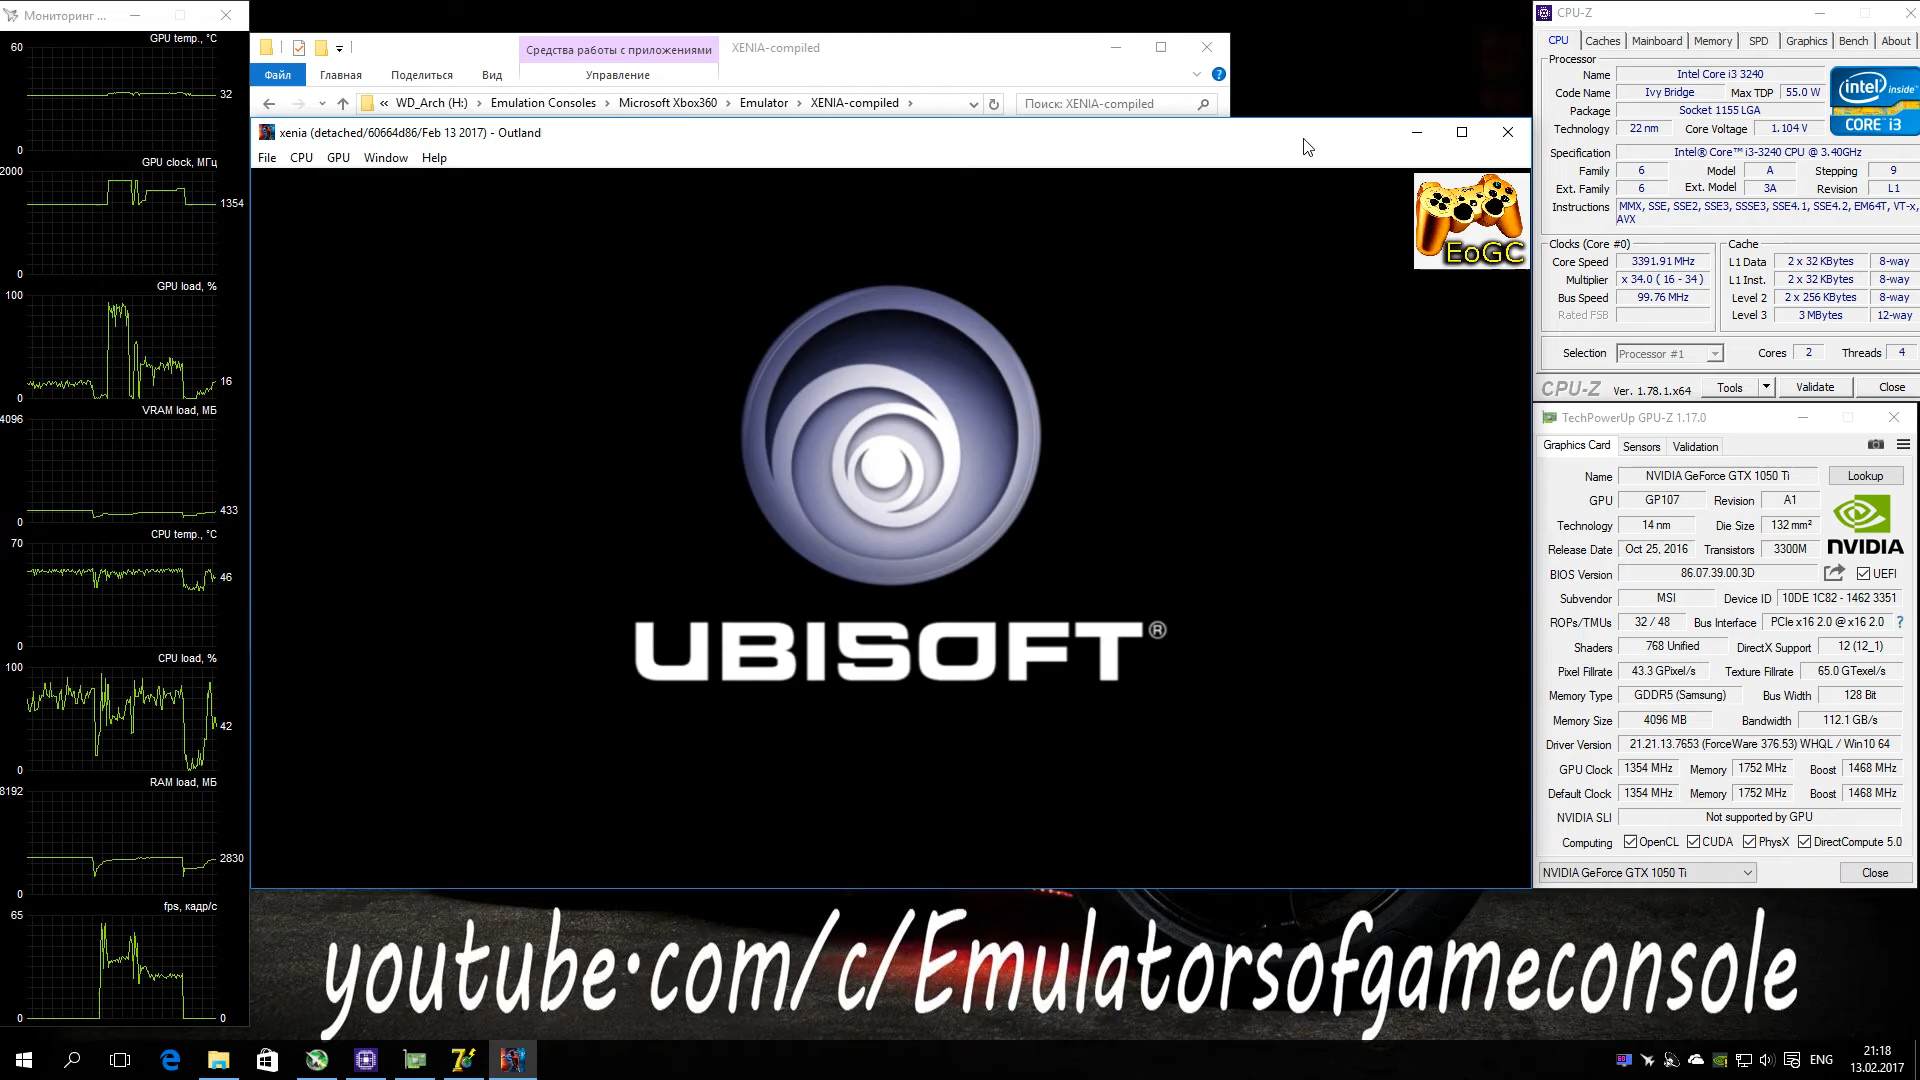 Мониторинг ...
GPU temp., °C
60
32
0
GPU clock, МГц
2000
1354
0
GPU load, %
100
16
0
VRAM load, МБ
4096
433
0
CPU temp., °C
70
46
0
CPU load, %
100
42
0
RAM load, МБ
8192
2830
0
fps, кадр/с
65
0
0
Средства работы с приложениями
XENIA-compiled
Файл
Главная
Поделиться
Вид
Управление
« WD_Arch (H:) › Emulation Consoles › Microsoft Xbox360 › Emulator › XENIA-compiled ›
Поиск: XENIA-compiled
xenia (detached/60664d86/Feb 13 2017) - Outland
File CPU GPU Window Help
EoGC
UBISOFT®
youtube.com/c/Emulatorsofgameconsole
CPU-Z
CPU Caches Mainboard Memory SPD Graphics Bench About
Processor
Name Intel Core i3 3240
Code Name Ivy Bridge Max TDP 55.0 W
Package Socket 1155 LGA
Technology 22 nm Core Voltage 1.104 V
intel inside™
CORE i3
Specification Intel® Core™ i3-3240 CPU @ 3.40GHz
Family 6 Model A Stepping 9
Ext. Family 6 Ext. Model 3A Revision L1
Instructions MMX, SSE, SSE2, SSE3, SSSE3, SSE4.1, SSE4.2, EM64T, VT-x,
AVX
Clocks (Core #0)
Core Speed 3391.91 MHz
Multiplier x 34.0 ( 16 - 34 )
Bus Speed 99.76 MHz
Rated FSB
Cache
L1 Data 2 x 32 KBytes 8-way
L1 Inst. 2 x 32 KBytes 8-way
Level 2 2 x 256 KBytes 8-way
Level 3 3 MBytes 12-way
Selection Processor #1 Cores 2 Threads 4
CPU-Z Ver. 1.78.1.x64 Tools Validate Close
TechPowerUp GPU-Z 1.17.0
Graphics Card Sensors Validation
Name NVIDIA GeForce GTX 1050 Ti Lookup
GPU GP107 Revision A1
Technology 14 nm Die Size 132 mm²
Release Date Oct 25, 2016 Transistors 3300M
NVIDIA
BIOS Version 86.07.39.00.3D UEFI
Subvendor MSI Device ID 10DE 1C82 - 1462 3351
ROPs/TMUs 32 / 48 Bus Interface PCIe x16 2.0 @ x16 2.0 ?
Shaders 768 Unified DirectX Support 12 (12_1)
Pixel Fillrate 43.3 GPixel/s Texture Fillrate 65.0 GTexel/s
Memory Type GDDR5 (Samsung) Bus Width 128 Bit
Memory Size 4096 MB Bandwidth 112.1 GB/s
Driver Version 21.21.13.7653 (ForceWare 376.53) WHQL / Win10 64
GPU Clock 1354 MHz Memory 1752 MHz Boost 1468 MHz
Default Clock 1354 MHz Memory 1752 MHz Boost 1468 MHz
NVIDIA SLI Not supported by GPU
Computing OpenCL CUDA PhysX DirectCompute 5.0
NVIDIA GeForce GTX 1050 Ti Close
ENG
21:18
13.02.2017